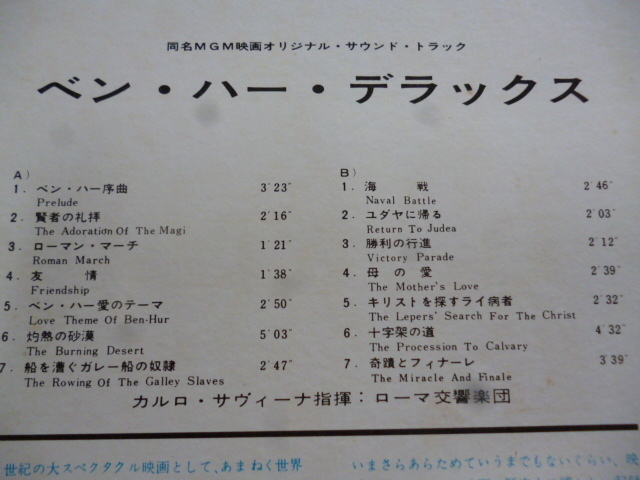 同名MGM映画オリジナル・サウンド・トラック
ベン・ハー・デラックス
A)
1. ベン・ハー序曲 3′23″
Prelude
2. 賢者の礼拝 2′16″
The Adoration Of The Magi
3. ローマン・マーチ 1′21″
Roman March
4. 友情 1′38″
Friendship
5. ベン・ハー愛のテーマ 2′50″
Love Theme Of Ben-Hur
6. 灼熱の砂漠 5′03″
The Burning Desert
7. 船を漕ぐガレー船の奴隷 2′47″
The Rowing Of The Galley Slaves
B)
1. 海戦 2′46″
Naval Battle
2. ユダヤに帰る 2′03″
Return To Judea
3. 勝利の行進 2′12″
Victory Parade
4. 母の愛 2′39″
The Mother's Love
5. キリストを探すライ病者 2′32″
The Lepers' Search For The Christ
6. 十字架の道 4′32″
The Procession To Calvary
7. 奇蹟とフィナーレ 3′39″
The Miracle And Finale
カルロ・サヴィーナ指揮：ローマ交響楽団
世紀の大スペクタクル映画として、あまねく世界
いまさらあらためていうまでもないくらい、映